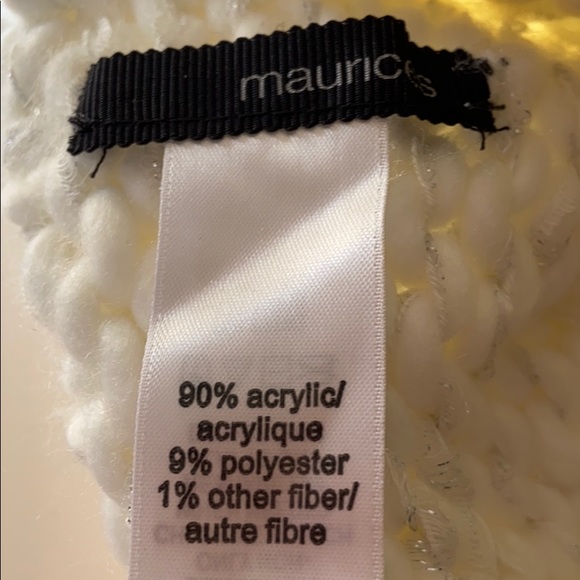 maurices
90% acrylic/
acrylique
9% polyester
1% other fiber/
autre fibre